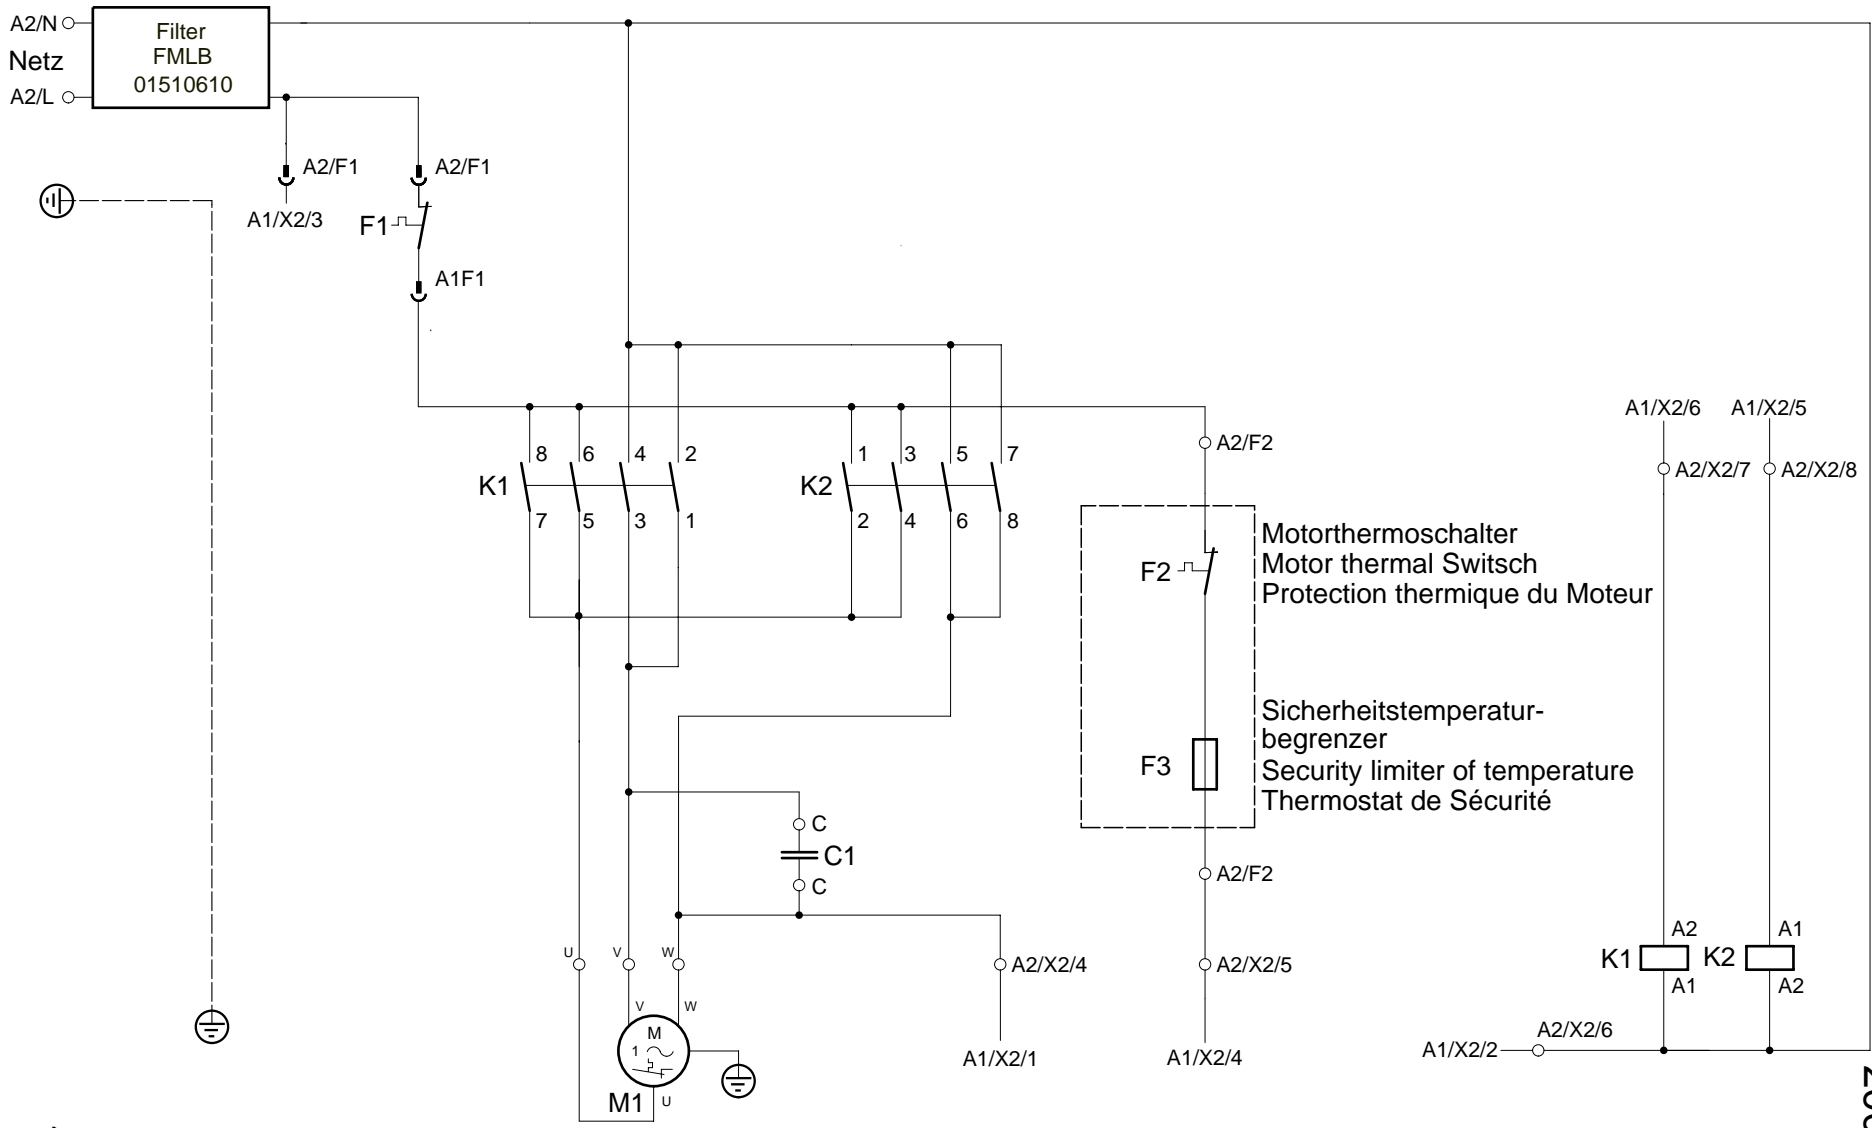 A2/N
Netz
A2/L
Filter
FMLB
01510610
A2/F1
A2/F1
A1/X2/3
F1
A1F1
K1
8
6
4
2
7
5
3
1
K2
1
3
5
7
2
4
6
8
A2/F2
F2
Motorthermoschalter
Motor thermal Switsch
Protection thermique du Moteur
F3
Sicherheitstemperatur-
begrenzer
Security limiter of temperature
Thermostat de Sécurité
A2/F2
A1/X2/6
A1/X2/5
A2/X2/7
A2/X2/8
C
C1
C
U
V
W
A2/X2/4
A2/X2/5
V
W
M
1
M1
U
A1/X2/1
A1/X2/4
K1
A2
A1
K2
A1
A2
A2/X2/6
A1/X2/2